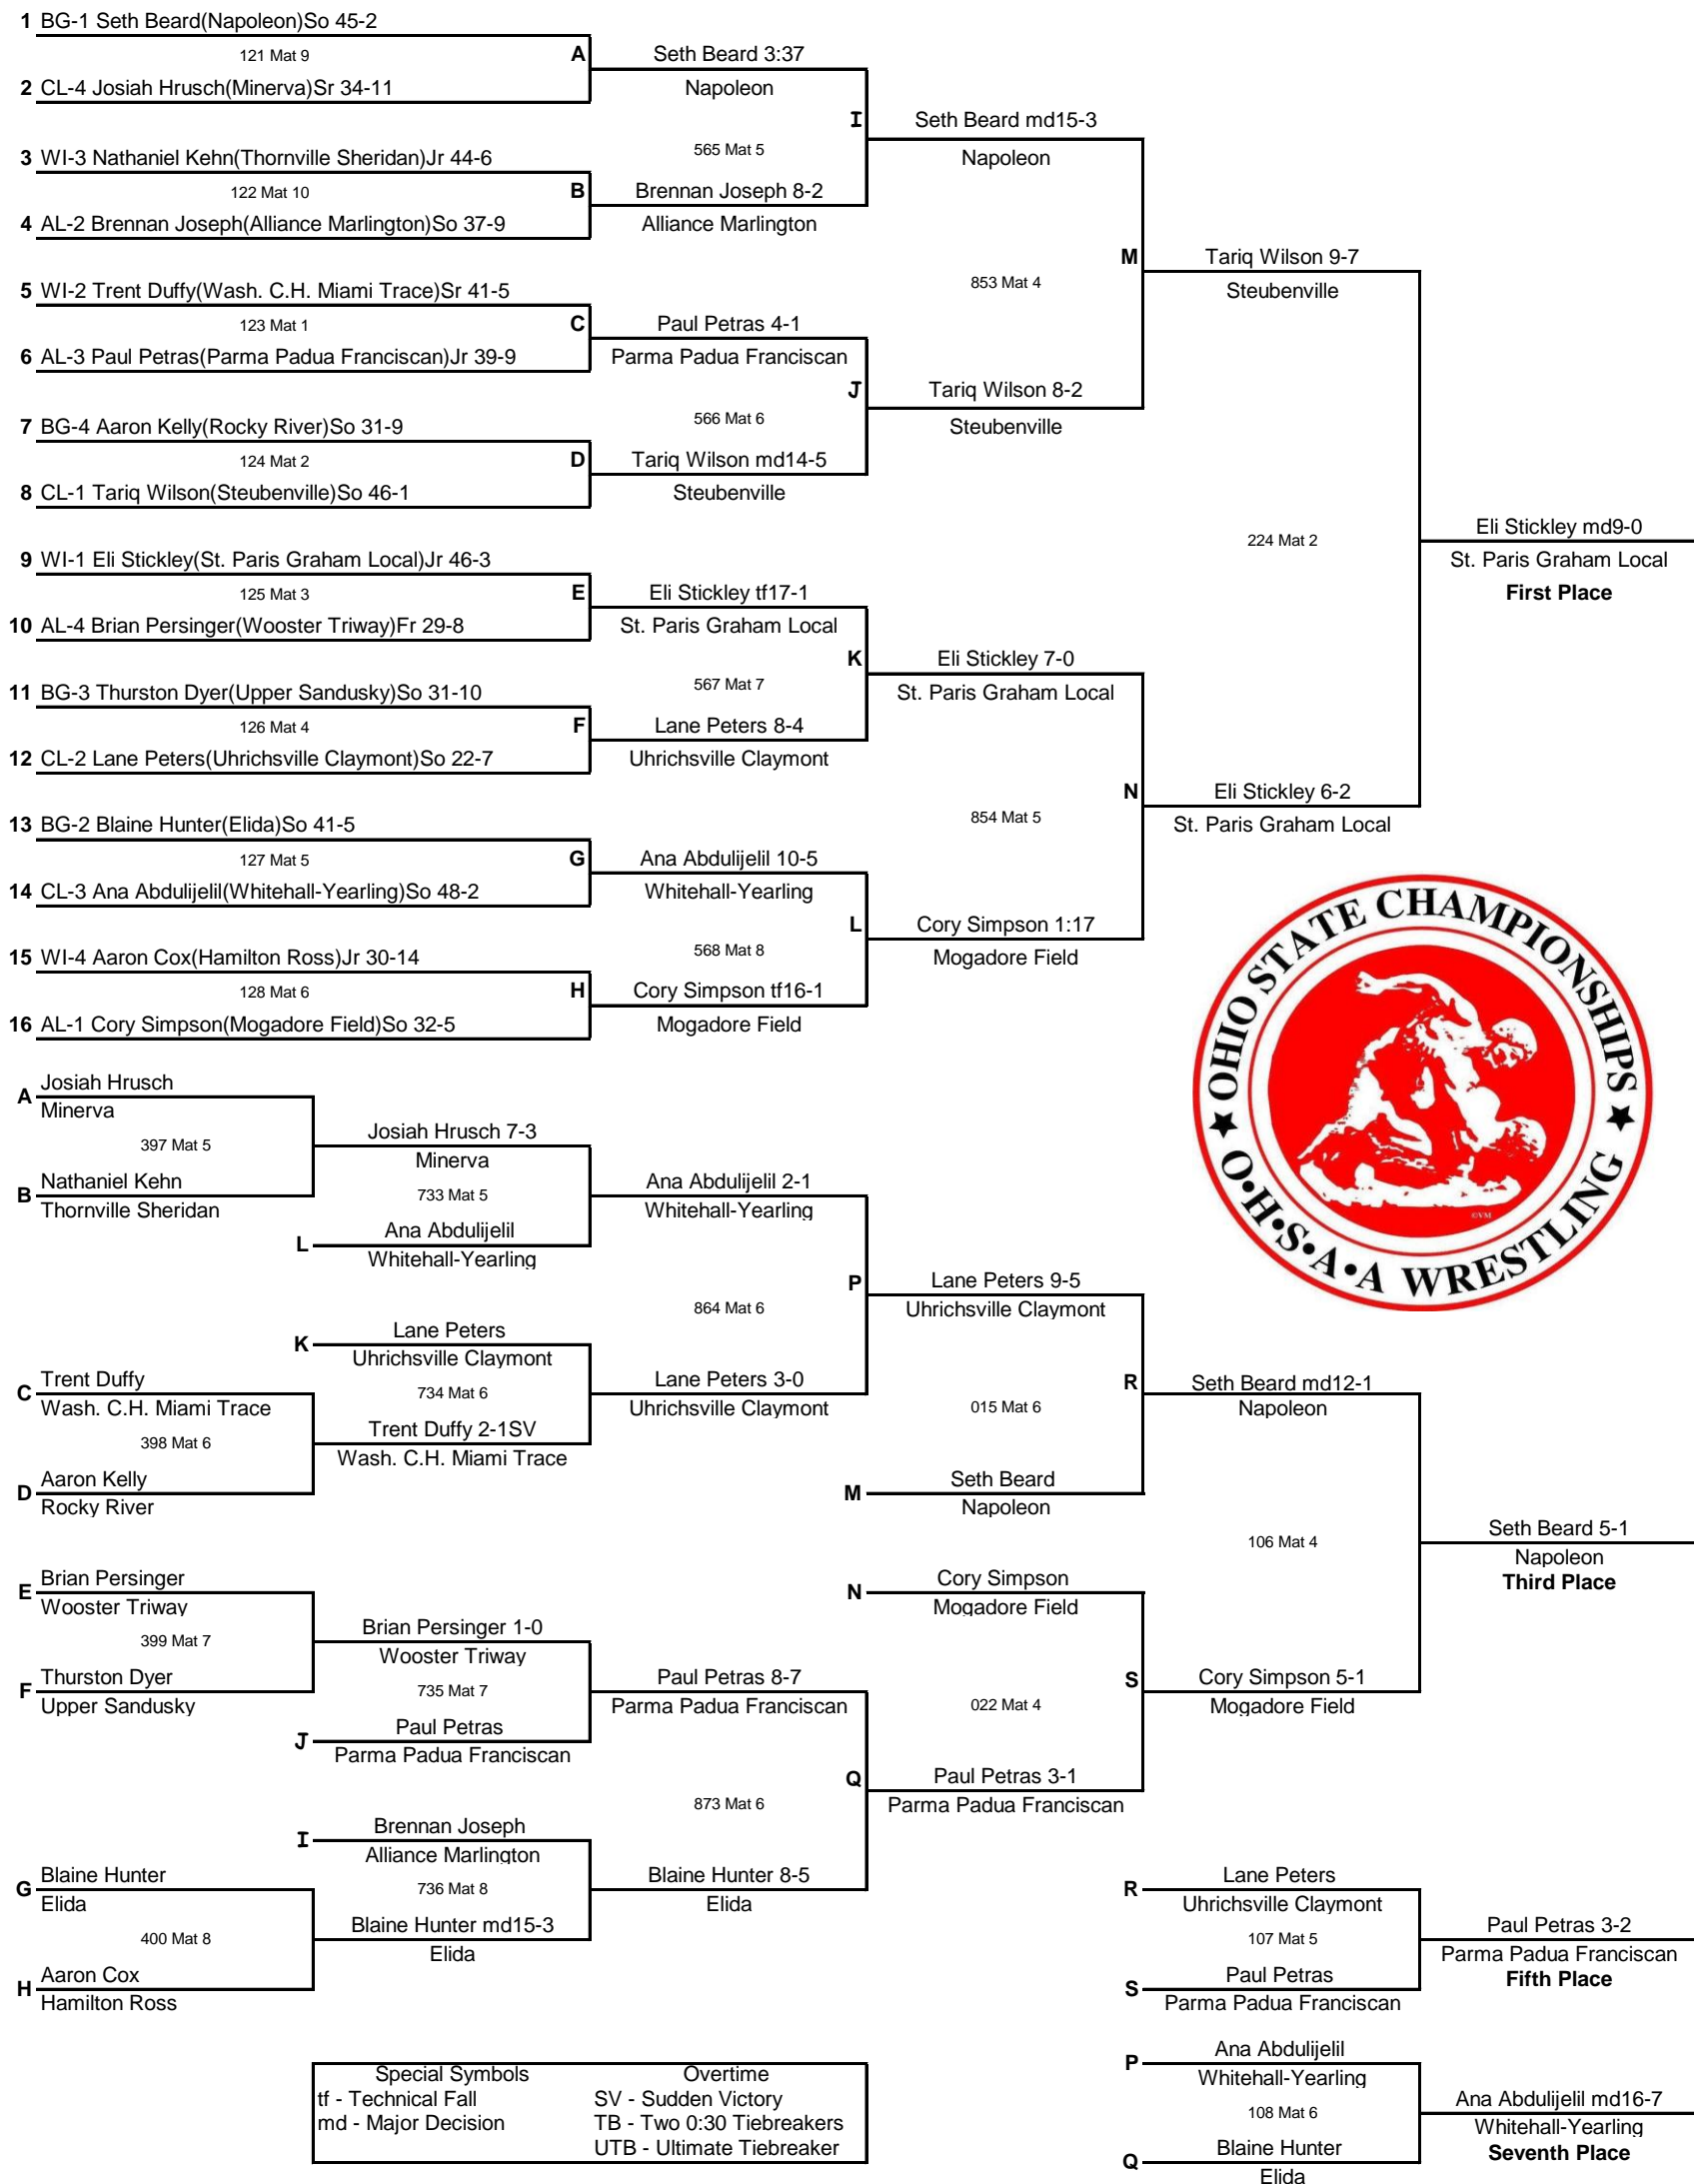 1 BG-1 Seth Beard(Napoleon)So 45-2
121 Mat 9
A
Seth Beard 3:37
2 CL-4 Josiah Hrusch(Minerva)Sr 34-11
Napoleon
I
Seth Beard md15-3
3 WI-3 Nathaniel Kehn(Thornville Sheridan)Jr 44-6
565 Mat 5
Napoleon
122 Mat 10
B
Brennan Joseph 8-2
4 AL-2 Brennan Joseph(Alliance Marlington)So 37-9
Alliance Marlington
M
Tariq Wilson 9-7
5 WI-2 Trent Duffy(Wash. C.H. Miami Trace)Sr 41-5
853 Mat 4
Steubenville
123 Mat 1
C
Paul Petras 4-1
6 AL-3 Paul Petras(Parma Padua Franciscan)Jr 39-9
Parma Padua Franciscan
J
Tariq Wilson 8-2
7 BG-4 Aaron Kelly(Rocky River)So 31-9
566 Mat 6
Steubenville
124 Mat 2
D
Tariq Wilson md14-5
8 CL-1 Tariq Wilson(Steubenville)So 46-1
Steubenville
224 Mat 2
Eli Stickley md9-0
St. Paris Graham Local
First Place
9 WI-1 Eli Stickley(St. Paris Graham Local)Jr 46-3
125 Mat 3
E
Eli Stickley tf17-1
10 AL-4 Brian Persinger(Wooster Triway)Fr 29-8
St. Paris Graham Local
K
Eli Stickley 7-0
11 BG-3 Thurston Dyer(Upper Sandusky)So 31-10
567 Mat 7
St. Paris Graham Local
126 Mat 4
F
Lane Peters 8-4
12 CL-2 Lane Peters(Uhrichsville Claymont)So 22-7
Uhrichsville Claymont
N
Eli Stickley 6-2
13 BG-2 Blaine Hunter(Elida)So 41-5
854 Mat 5
St. Paris Graham Local
127 Mat 5
G
Ana Abdulijelil 10-5
14 CL-3 Ana Abdulijelil(Whitehall-Yearling)So 48-2
Whitehall-Yearling
L
Cory Simpson 1:17
15 WI-4 Aaron Cox(Hamilton Ross)Jr 30-14
568 Mat 8
Mogadore Field
128 Mat 6
H
Cory Simpson tf16-1
16 AL-1 Cory Simpson(Mogadore Field)So 32-5
Mogadore Field
★ OHIO STATE CHAMPIONSHIPS ★
O•H•S•A•A WRESTLING
©VM
A
Josiah Hrusch
Minerva
397 Mat 5
Josiah Hrusch 7-3
Minerva
B
Nathaniel Kehn
Thornville Sheridan
733 Mat 5
Ana Abdulijelil 2-1
Whitehall-Yearling
L
Ana Abdulijelil
Whitehall-Yearling
864 Mat 6
P
Lane Peters 9-5
Uhrichsville Claymont
K
Lane Peters
Uhrichsville Claymont
C
Trent Duffy
Wash. C.H. Miami Trace
734 Mat 6
Lane Peters 3-0
Uhrichsville Claymont
015 Mat 6
R
Seth Beard md12-1
Napoleon
398 Mat 6
Trent Duffy 2-1SV
Wash. C.H. Miami Trace
D
Aaron Kelly
Rocky River
M
Seth Beard
Napoleon
106 Mat 4
Seth Beard 5-1
Napoleon
Third Place
E
Brian Persinger
Wooster Triway
N
Cory Simpson
Mogadore Field
399 Mat 7
Brian Persinger 1-0
Wooster Triway
F
Thurston Dyer
Upper Sandusky
735 Mat 7
Paul Petras 8-7
Parma Padua Franciscan
022 Mat 4
S
Cory Simpson 5-1
Mogadore Field
J
Paul Petras
Parma Padua Franciscan
873 Mat 6
Q
Paul Petras 3-1
Parma Padua Franciscan
I
Brennan Joseph
Alliance Marlington
G
Blaine Hunter
Elida
736 Mat 8
Blaine Hunter 8-5
Elida
400 Mat 8
Blaine Hunter md15-3
Elida
H
Aaron Cox
Hamilton Ross
R
Lane Peters
Uhrichsville Claymont
107 Mat 5
Paul Petras 3-2
Parma Padua Franciscan
Fifth Place
S
Paul Petras
Parma Padua Franciscan
P
Ana Abdulijelil
Whitehall-Yearling
108 Mat 6
Ana Abdulijelil md16-7
Whitehall-Yearling
Seventh Place
Q
Blaine Hunter
Elida
Special Symbols Overtime
tf - Technical Fall SV - Sudden Victory
md - Major Decision TB - Two 0:30 Tiebreakers
UTB - Ultimate Tiebreaker